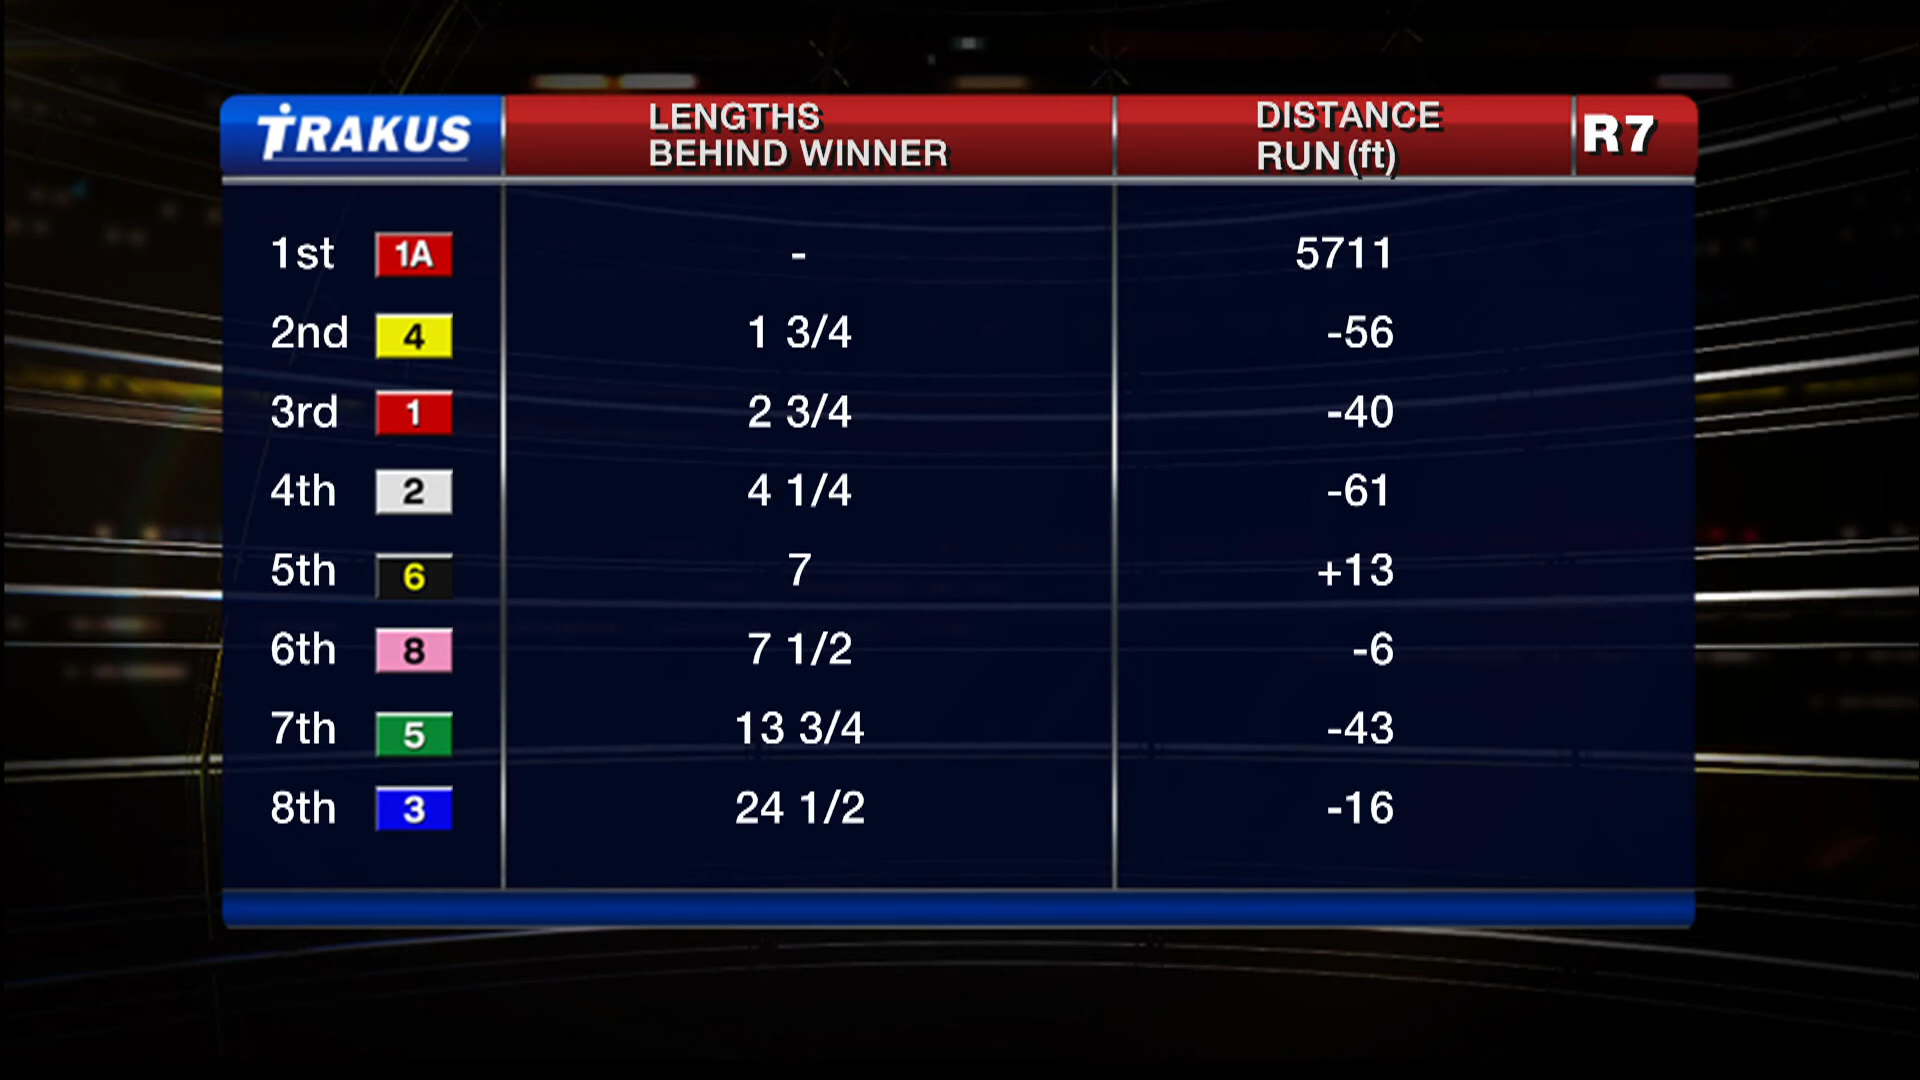 TRAKUS
LENGTHS
BEHIND WINNER
DISTANCE
RUN (ft)
R7
1st 1A - 5711
2nd 4 1 3/4 -56
3rd 1 2 3/4 -40
4th 2 4 1/4 -61
5th 6 7 +13
6th 8 7 1/2 -6
7th 5 13 3/4 -43
8th 3 24 1/2 -16